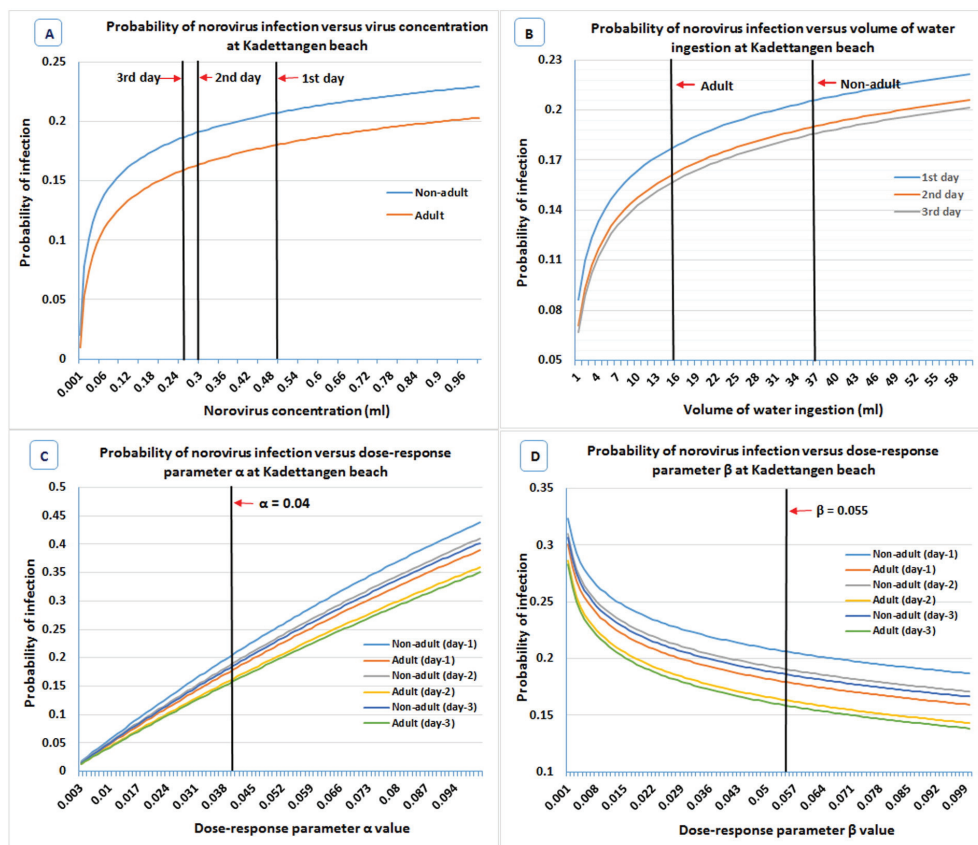 A
Probability of norovirus infection versus virus concentration
at Kadettangen beach
3rd day
2nd day
1st day
0.25
0.2
0.15
0.1
0.05
0
Probability of infection
Non-adult
Adult
0.001
0.06
0.12
0.18
0.24
0.3
0.36
0.42
0.48
0.54
0.6
0.66
0.72
0.78
0.84
0.9
0.96
Norovirus concentration (ml)
B
Probability of norovirus infection versus volume of water
ingestion at Kadettangen beach
Adult
Non-adult
0.23
0.2
0.17
0.14
0.11
0.08
0.05
Probability of infection
1st day
2nd day
3rd day
1
4
7
10
13
16
19
22
25
28
31
34
37
40
43
46
49
52
55
58
Volume of water ingestion (ml)
C
Probability of norovirus infection versus dose-response
parameter α at Kadettangen beach
α = 0.04
0.5
0.45
0.4
0.35
0.3
0.25
0.2
0.15
0.1
0.05
0
Probability of infection
Non-adult (day-1)
Adult (day-1)
Non-adult (day-2)
Adult (day-2)
Non-adult (day-3)
Adult (day-3)
0.003
0.01
0.017
0.024
0.031
0.038
0.045
0.052
0.059
0.066
0.073
0.08
0.087
0.094
Dose-response parameter α value
D
Probability of norovirus infection versus dose-response
parameter β at Kadettangen beach
β = 0.055
0.35
0.3
0.25
0.2
0.15
0.1
Probability of infection
Non-adult (day-1)
Adult (day-1)
Non-adult (day-2)
Adult (day-2)
Non-adult (day-3)
Adult (day-3)
0.001
0.008
0.015
0.022
0.029
0.036
0.043
0.05
0.057
0.064
0.071
0.078
0.085
0.092
0.099
Dose-response parameter β value